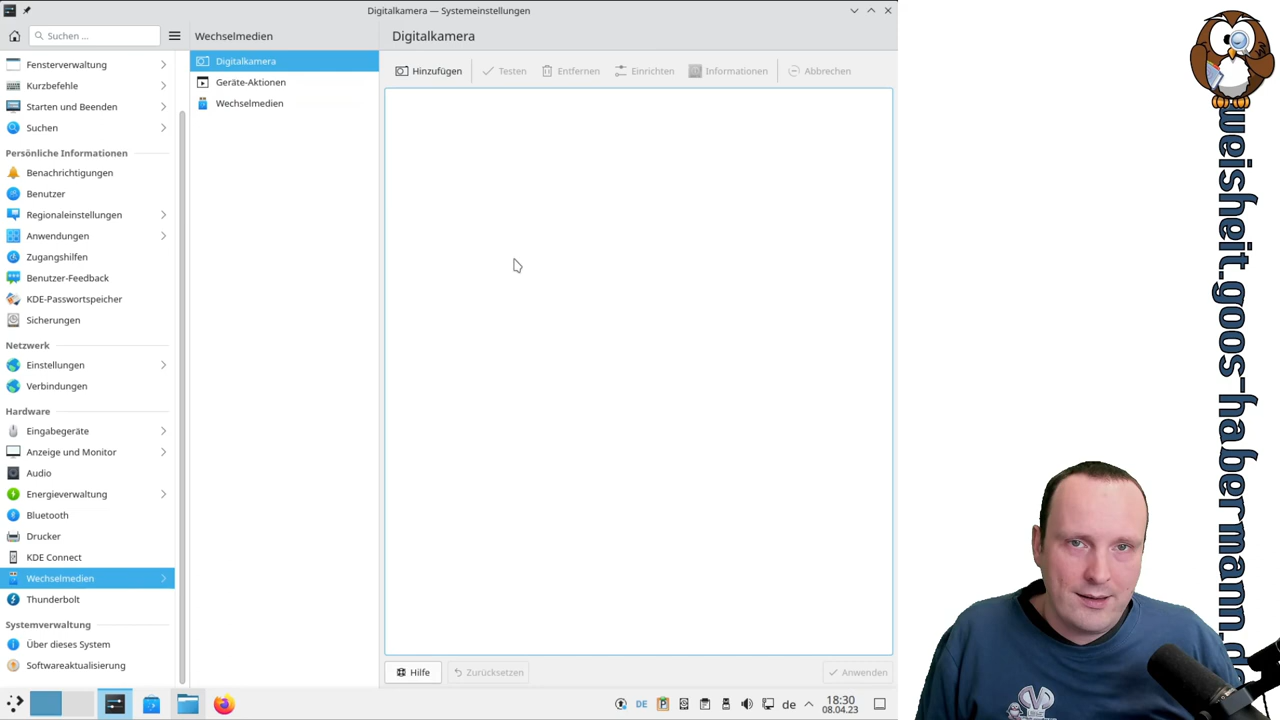 Digitalkamera — Systemeinstellungen
Suchen ...
Wechselmedien
Digitalkamera
Fensterverwaltung
Kurzbefehle
Starten und Beenden
Suchen
Persönliche Informationen
Benachrichtigungen
Benutzer
Regionaleinstellungen
Anwendungen
Zugangshilfen
Benutzer-Feedback
KDE-Passwortspeicher
Sicherungen
Netzwerk
Einstellungen
Verbindungen
Hardware
Eingabegeräte
Anzeige und Monitor
Audio
Energieverwaltung
Bluetooth
Drucker
KDE Connect
Wechselmedien
Thunderbolt
Systemverwaltung
Über dieses System
Softwareaktualisierung
Digitalkamera
Geräte-Aktionen
Wechselmedien
Hinzufügen
Testen
Entfernen
Einrichten
Informationen
Abbrechen
Hilfe
Zurücksetzen
Anwenden
DE
de
18:30
08.04.23
weisheit.goos-habermann.de